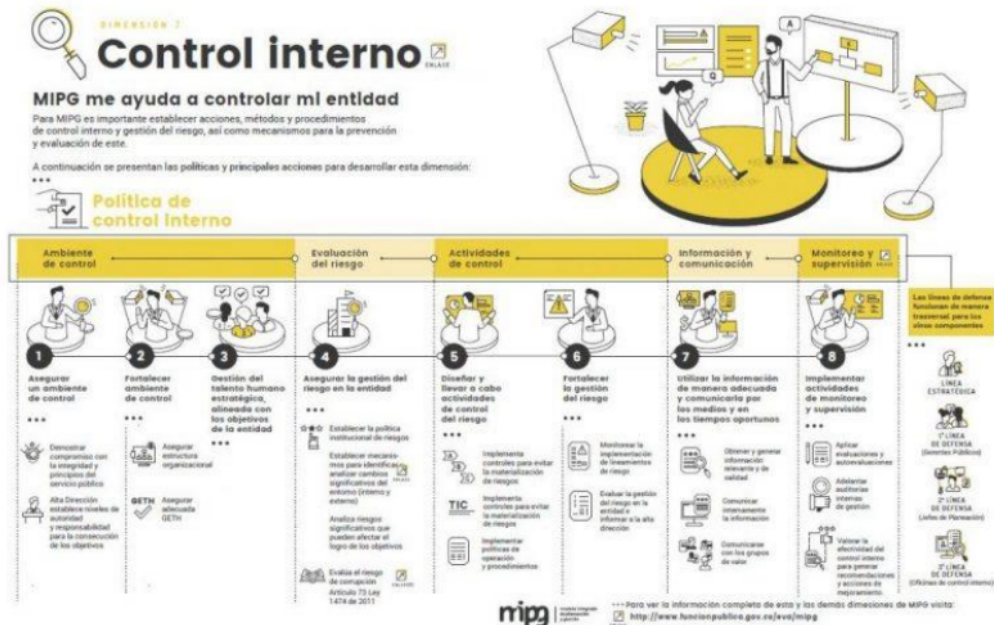 DIMENSIÓN 7
Control interno
ENLACE
MIPG me ayuda a controlar mi entidad
Para MIPG es importante establecer acciones, métodos y procedimientos
de control interno y gestión del riesgo, así como mecanismos para la prevención
y evaluación de este.
A continuación se presentan las políticas y principales acciones para desarrollar esta dimensión:
Q
A
Política de
control Interno
Ambiente
de control
Evaluación
del riesgo
Actividades
de control
Información y
comunicación
Monitoreo y
supervisión
Las líneas de defensa
funcionan de manera
trasversal para los
otros componentes
1
Asegurar
un ambiente
de control
Demostrar
compromiso con
la integridad y
principios del
servicio público
Alta Dirección
establece niveles de
autoridad
y responsabilidad
para la consecución
de los objetivos
2
Fortalecer
ambiente
de control
Asegurar
estructura
organizacional
GETH
Asegurar
adecuada
GETH
3
Gestión del
talento humano
estratégica,
alineada con
los objetivos
de la entidad
4
Asegurar la gestión del
riesgo en la entidad
Establecer la política
institucional de riesgos
Establecer mecanis-
mos para identificar,
analizar cambios
significativos del
entorno (interno y
externo)
Analiza riesgos
significativos que
pueden afectar el
logro de los objetivos
Evalúa el riesgo
de corrupción
Artículo 73 Ley
1474 de 2011
5
Diseñar y
llevar a cabo
actividades
de control
del riesgo
Implementa
controles para evitar
la materialización
de riesgos
TIC
Implementa
controles para evitar
la materialización
de riesgos
Implementar
políticas de
operación
y procedimientos
6
Fortalecer
la gestión
del riesgo
Monitorear la
implementación
de lineamientos de
riesgo
Evaluar la gestión
del riesgo en la
entidad e
informar a la alta
dirección
7
Utilizar la información
de manera adecuada
y comunicarla por
los medios y en
los tiempos oportunos
Obtener y generar
información
relevante y de
calidad
Comunicar
internamente
la información
Comunicarse
con los grupos
de valor
8
Implementar
actividades
de monitoreo
y supervisión
Aplicar
evaluaciones y
autoevaluaciones
Adelantar
auditorías
internas
de gestión
Valorar la
efectividad del
control interno
para generar
recomendaciones
y acciones de
mejoramiento.
LÍNEA
ESTRATÉGICA
1ª LÍNEA
DE DEFENSA
(Gerentes Públicos)
2ª LÍNEA
DE DEFENSA
(Jefes de Planeación)
3ª LÍNEA
DE DEFENSA
(Oficinas de control interno)
mipg
modelo integrado
de planeación
y gestión
Para ver la información completa de esta y las demás dimesiones de MIPG visita:
http://www.funcionpublica.gov.co/eva/mipg